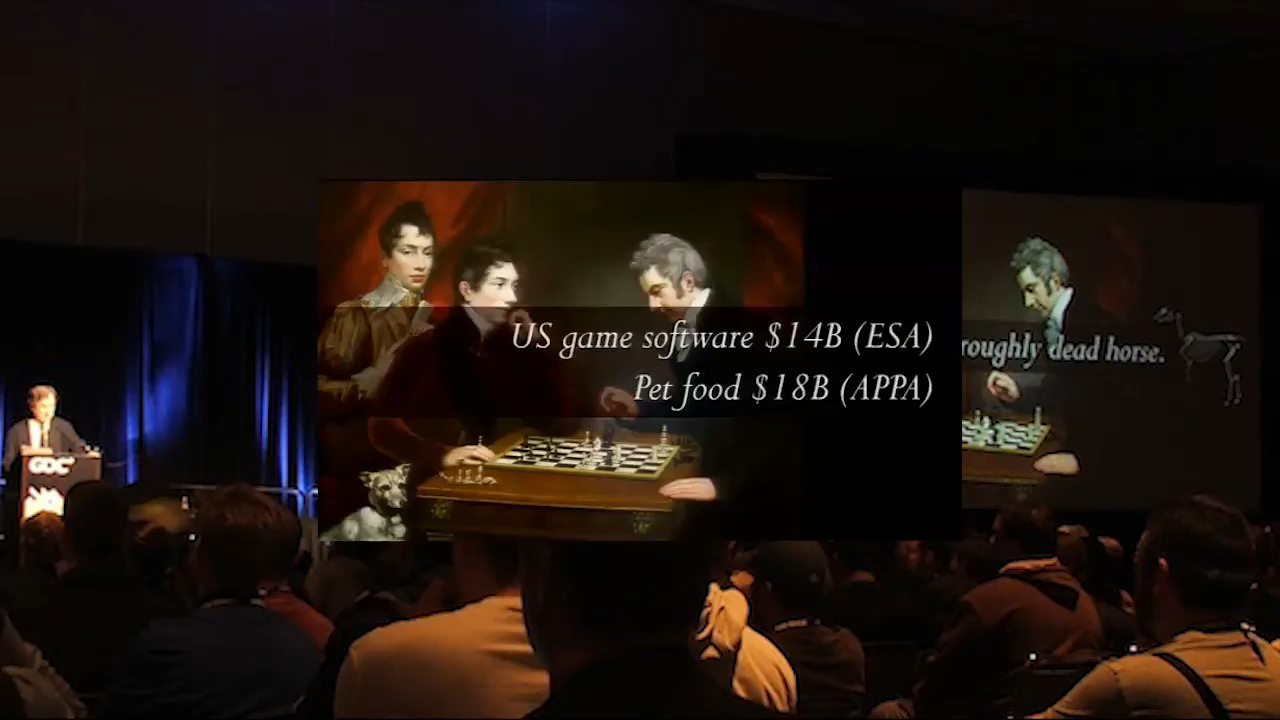 US game software $14B (ESA)
Pet food $18B (APPA)
roughly dead horse.
GDC